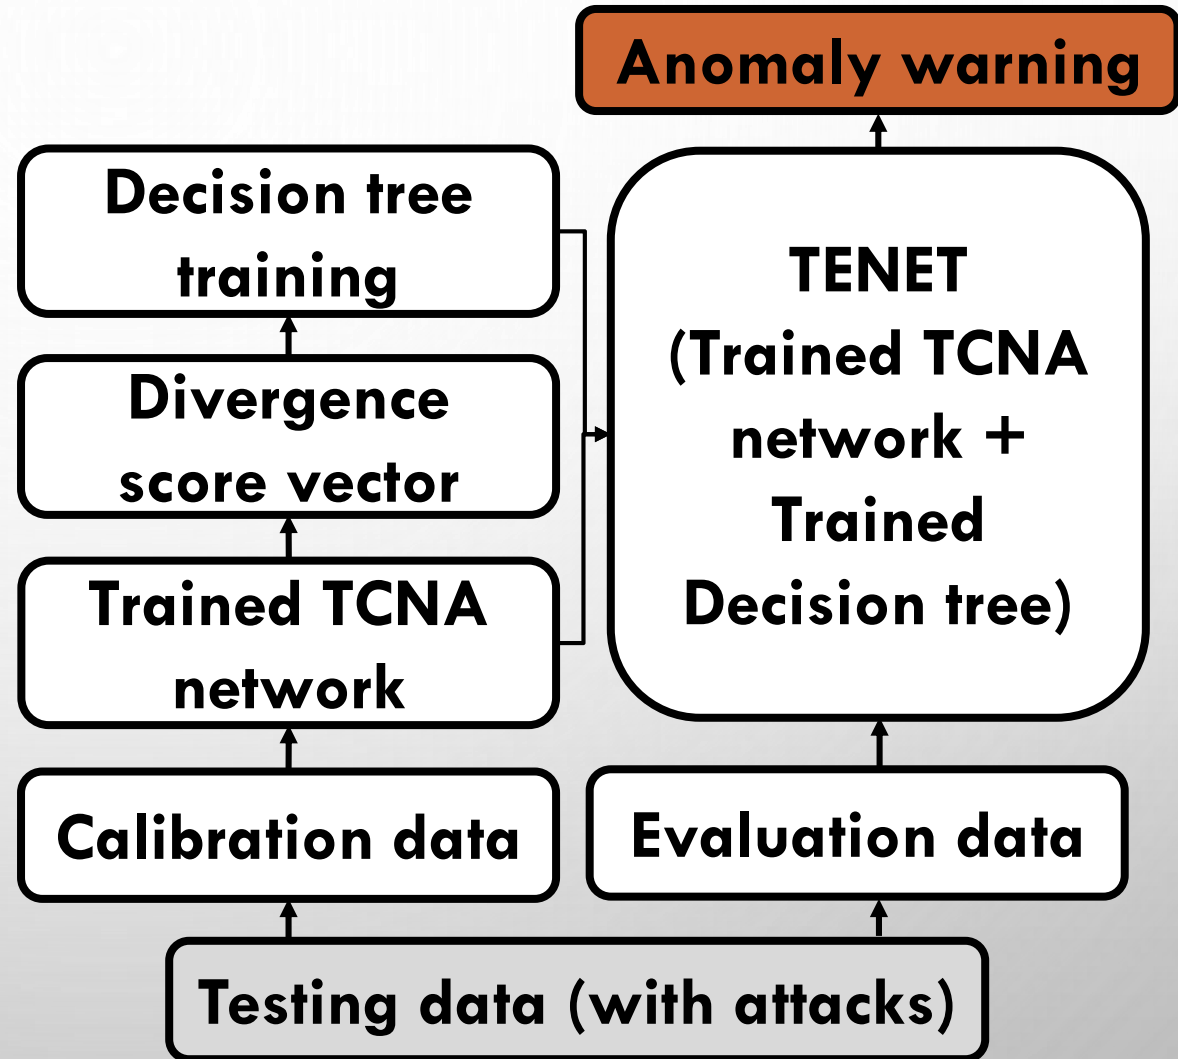 Anomaly warning
Decision tree
training
Divergence
score vector
Trained TCNA
network
Calibration data
TENET
(Trained TCNA
network +
Trained
Decision tree)
Evaluation data
Testing data (with attacks)